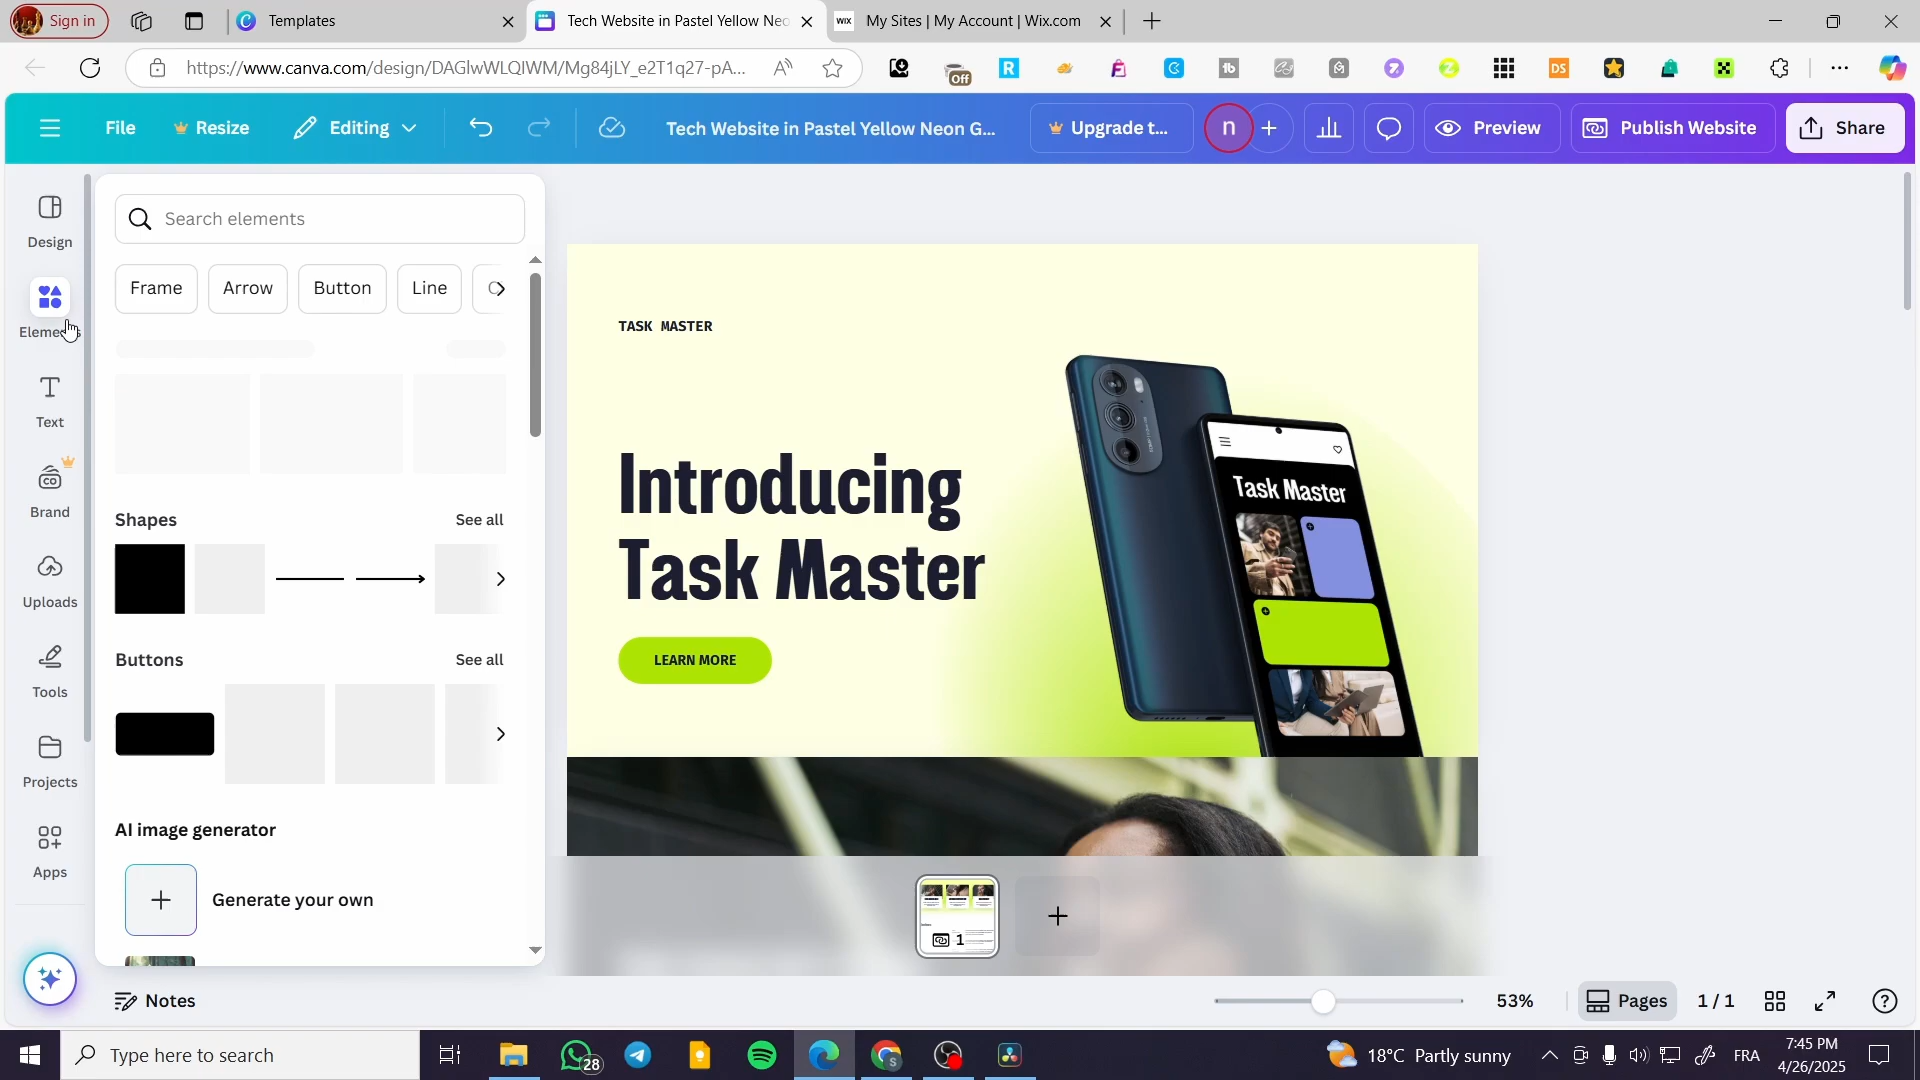 Sign in
Templates
Tech Website in Pastel Yellow Neo
WIX My Sites | My Account | Wix.com
https://www.canva.com/design/DAGlwWLQIWM/Mg84jLY_e2T1q27-pA...
Off
File
Resize
Editing
Tech Website in Pastel Yellow Neon G...
Upgrade t...
n
Preview
Publish Website
Share
Design
Elements
Text
Brand
Uploads
Tools
Projects
Apps
Search elements
Frame
Arrow
Button
Line
Shapes
See all
Buttons
See all
AI image generator
Generate your own
TASK MASTER
Introducing
Task Master
LEARN MORE
Task Master
1
Notes
53%
Pages
1 / 1
Type here to search
28
18°C Partly sunny
FRA
7:45 PM
4/26/2025